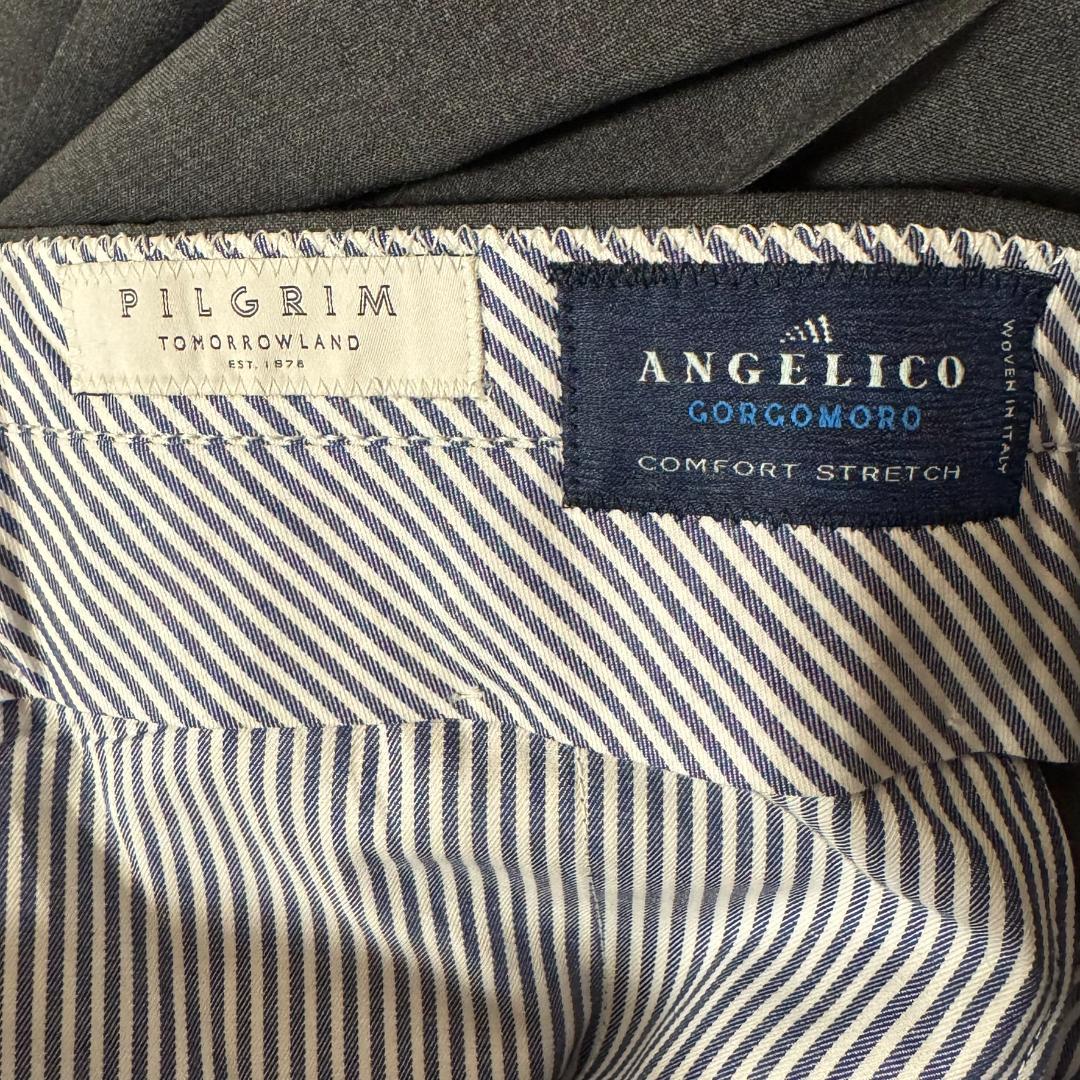 PILGRIM
TOMORROWLAND
EST. 1978
ANGELICO
GORGOMORO
COMFORT STRETCH
WOVEN IN ITALY